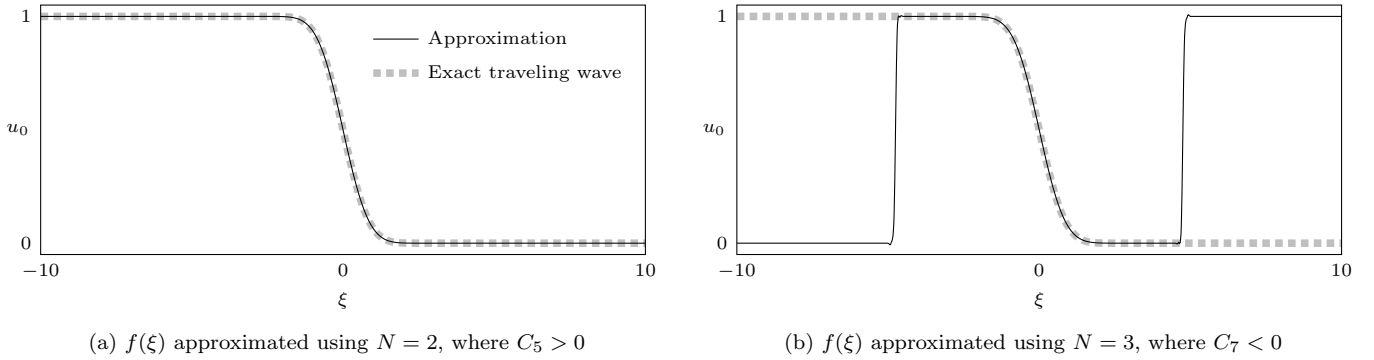 1
u₀
0
−10
0
10
ξ
Approximation
Exact traveling wave
(a) f(ξ) approximated using N = 2, where C₅ > 0
1
u₀
0
−10
0
10
ξ
(b) f(ξ) approximated using N = 3, where C₇ < 0